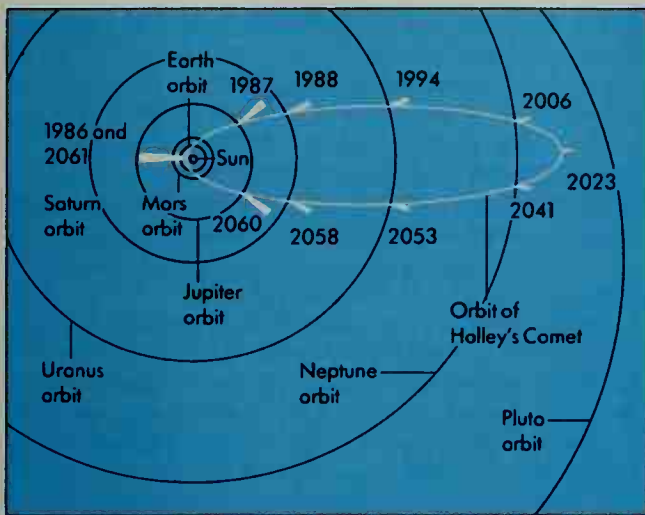 Earth
orbit
1987
1988
1994
2006
1986 and
2061
Sun
2023
Saturn
orbit
Mars
orbit
2060
2058
2053
2041
Jupiter
orbit
Orbit of
Halley's Comet
Uranus
orbit
Neptune
orbit
Pluto
orbit